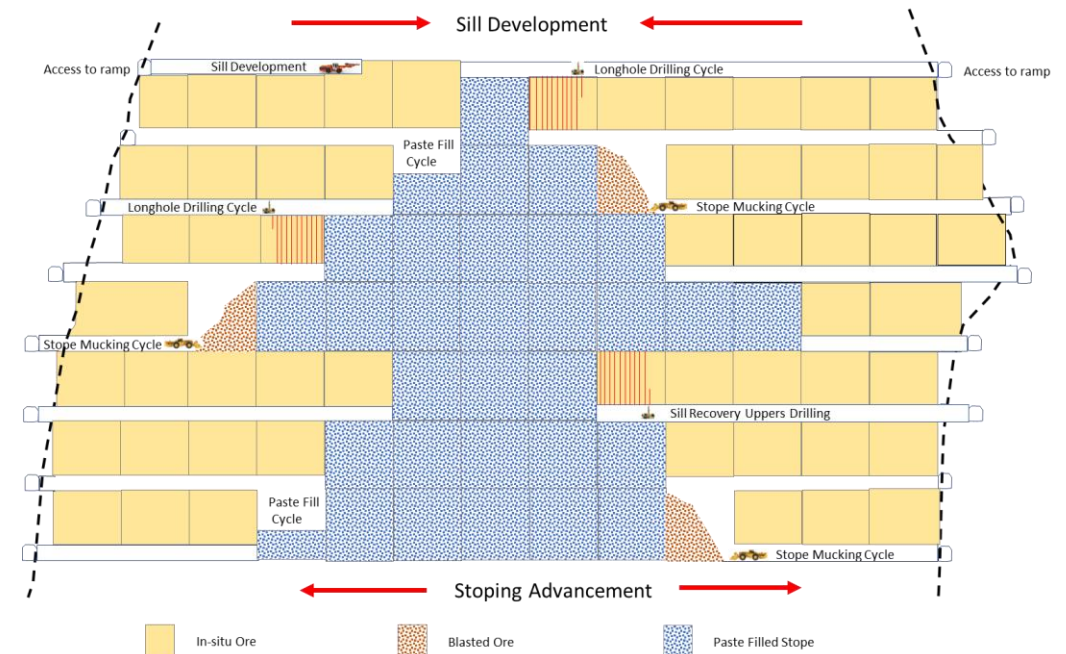 Sill Development
Access to ramp
Sill Development
Longhole Drilling Cycle
Access to ramp
Paste Fill
Cycle
Longhole Drilling Cycle
Stope Mucking Cycle
Stope Mucking Cycle
Sill Recovery Uppers Drilling
Paste Fill
Cycle
Stope Mucking Cycle
Stoping Advancement
In-situ Ore
Blasted Ore
Paste Filled Stope